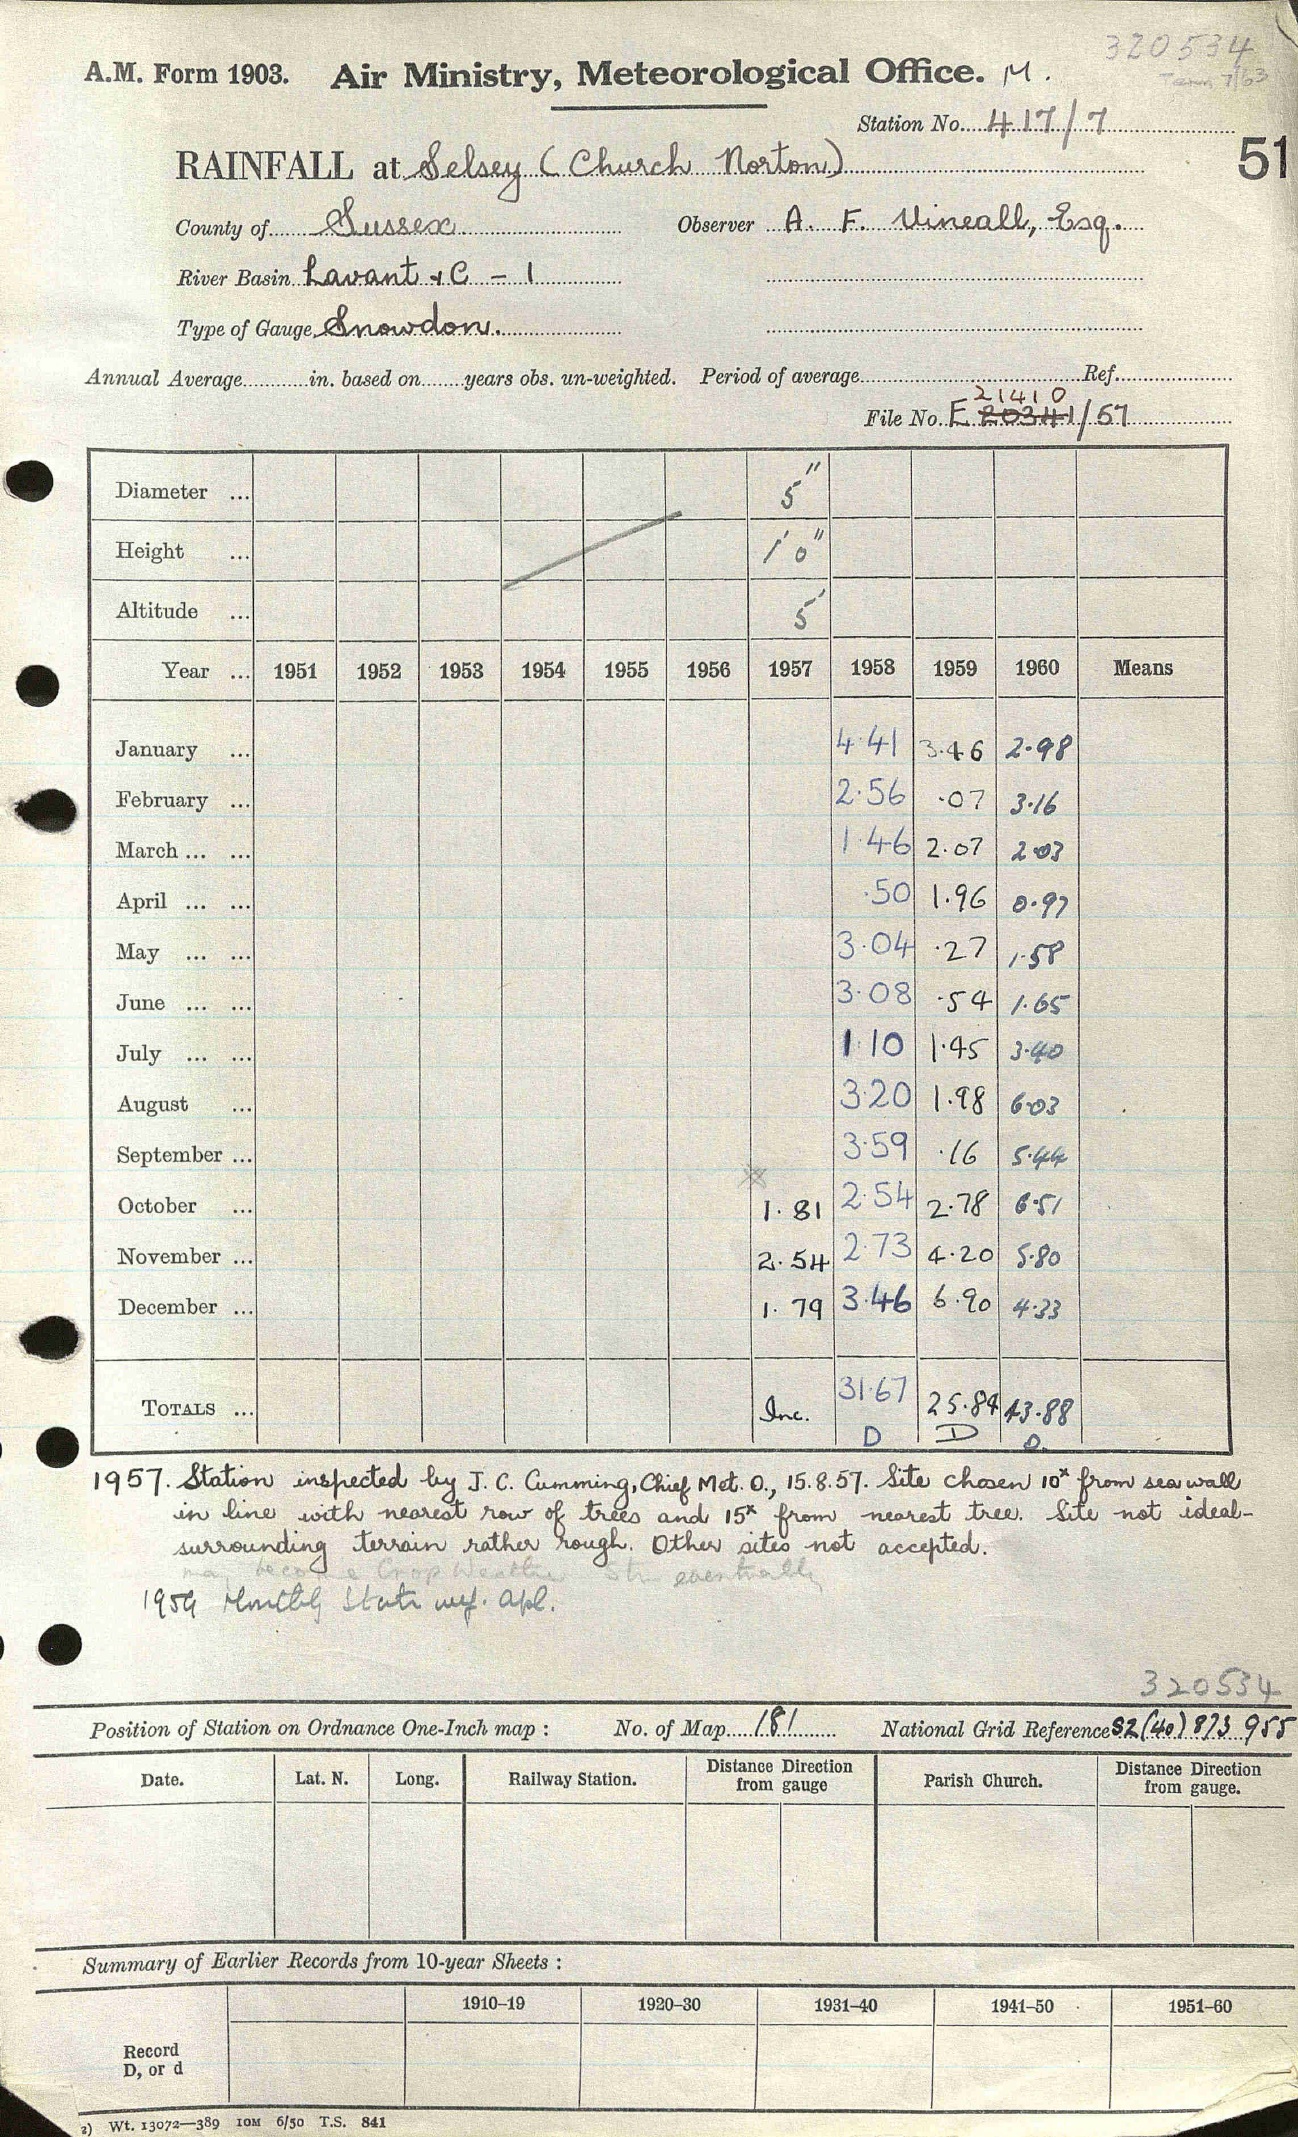 320534
A.M. Form 1903. Air Ministry, Meteorological Office. M.
Term 7/63
Station No. 417/7
51
RAINFALL at Selsey (Church Norton)
County of Sussex Observer A. F. Vineall, Esq.
River Basin Lavant &C - 1
Type of Gauge Snowdon.
Annual Average in. based on years obs. un-weighted. Period of average Ref.
21410
File No. E 20341/57
Diameter ... 5"
Height ... 1'0"
Altitude ... 5'
Year ... 1951 1952 1953 1954 1955 1956 1957 1958 1959 1960 Means
January ... 4.41 3.46 2.98
February ... 2.56 .07 3.16
March ... ... 1.46 2.07 2.03
April ... ... .50 1.96 0.97
May ... ... 3.04 .27 1.58
June ... ... 3.08 .54 1.65
July ... ... 1.10 1.45 3.40
August ... 3.20 1.98 6.03
September ... 3.59 .16 5.44
October ... 1.81 2.54 2.78 6.51
November ... 2.54 2.73 4.20 5.80
December ... 1.79 3.46 6.90 4.33
TOTALS ... Inc. 31.67 25.84 43.88
D D D.
1957. Station inspected by J. C. Cumming, Chief Met. O., 15.8.57. Site chosen 10x from sea wall
in line with nearest row of trees and 15x from nearest tree. Site not ideal-
surrounding terrain rather rough. Other sites not accepted.
may become Crop Weather Stn eventually
1959 Monthly Statn wef. Apl.
320534
Position of Station on Ordnance One-Inch map : No. of Map 181 National Grid Reference SZ(40) 873 955
Date. Lat. N. Long. Railway Station. Distance Direction from gauge Parish Church. Distance Direction from gauge.
Summary of Earlier Records from 10-year Sheets :
1910–19 1920–30 1931–40 1941–50 1951–60
Record
D, or d
2) Wt. 13072—389 10M 6/50 T.S. 841